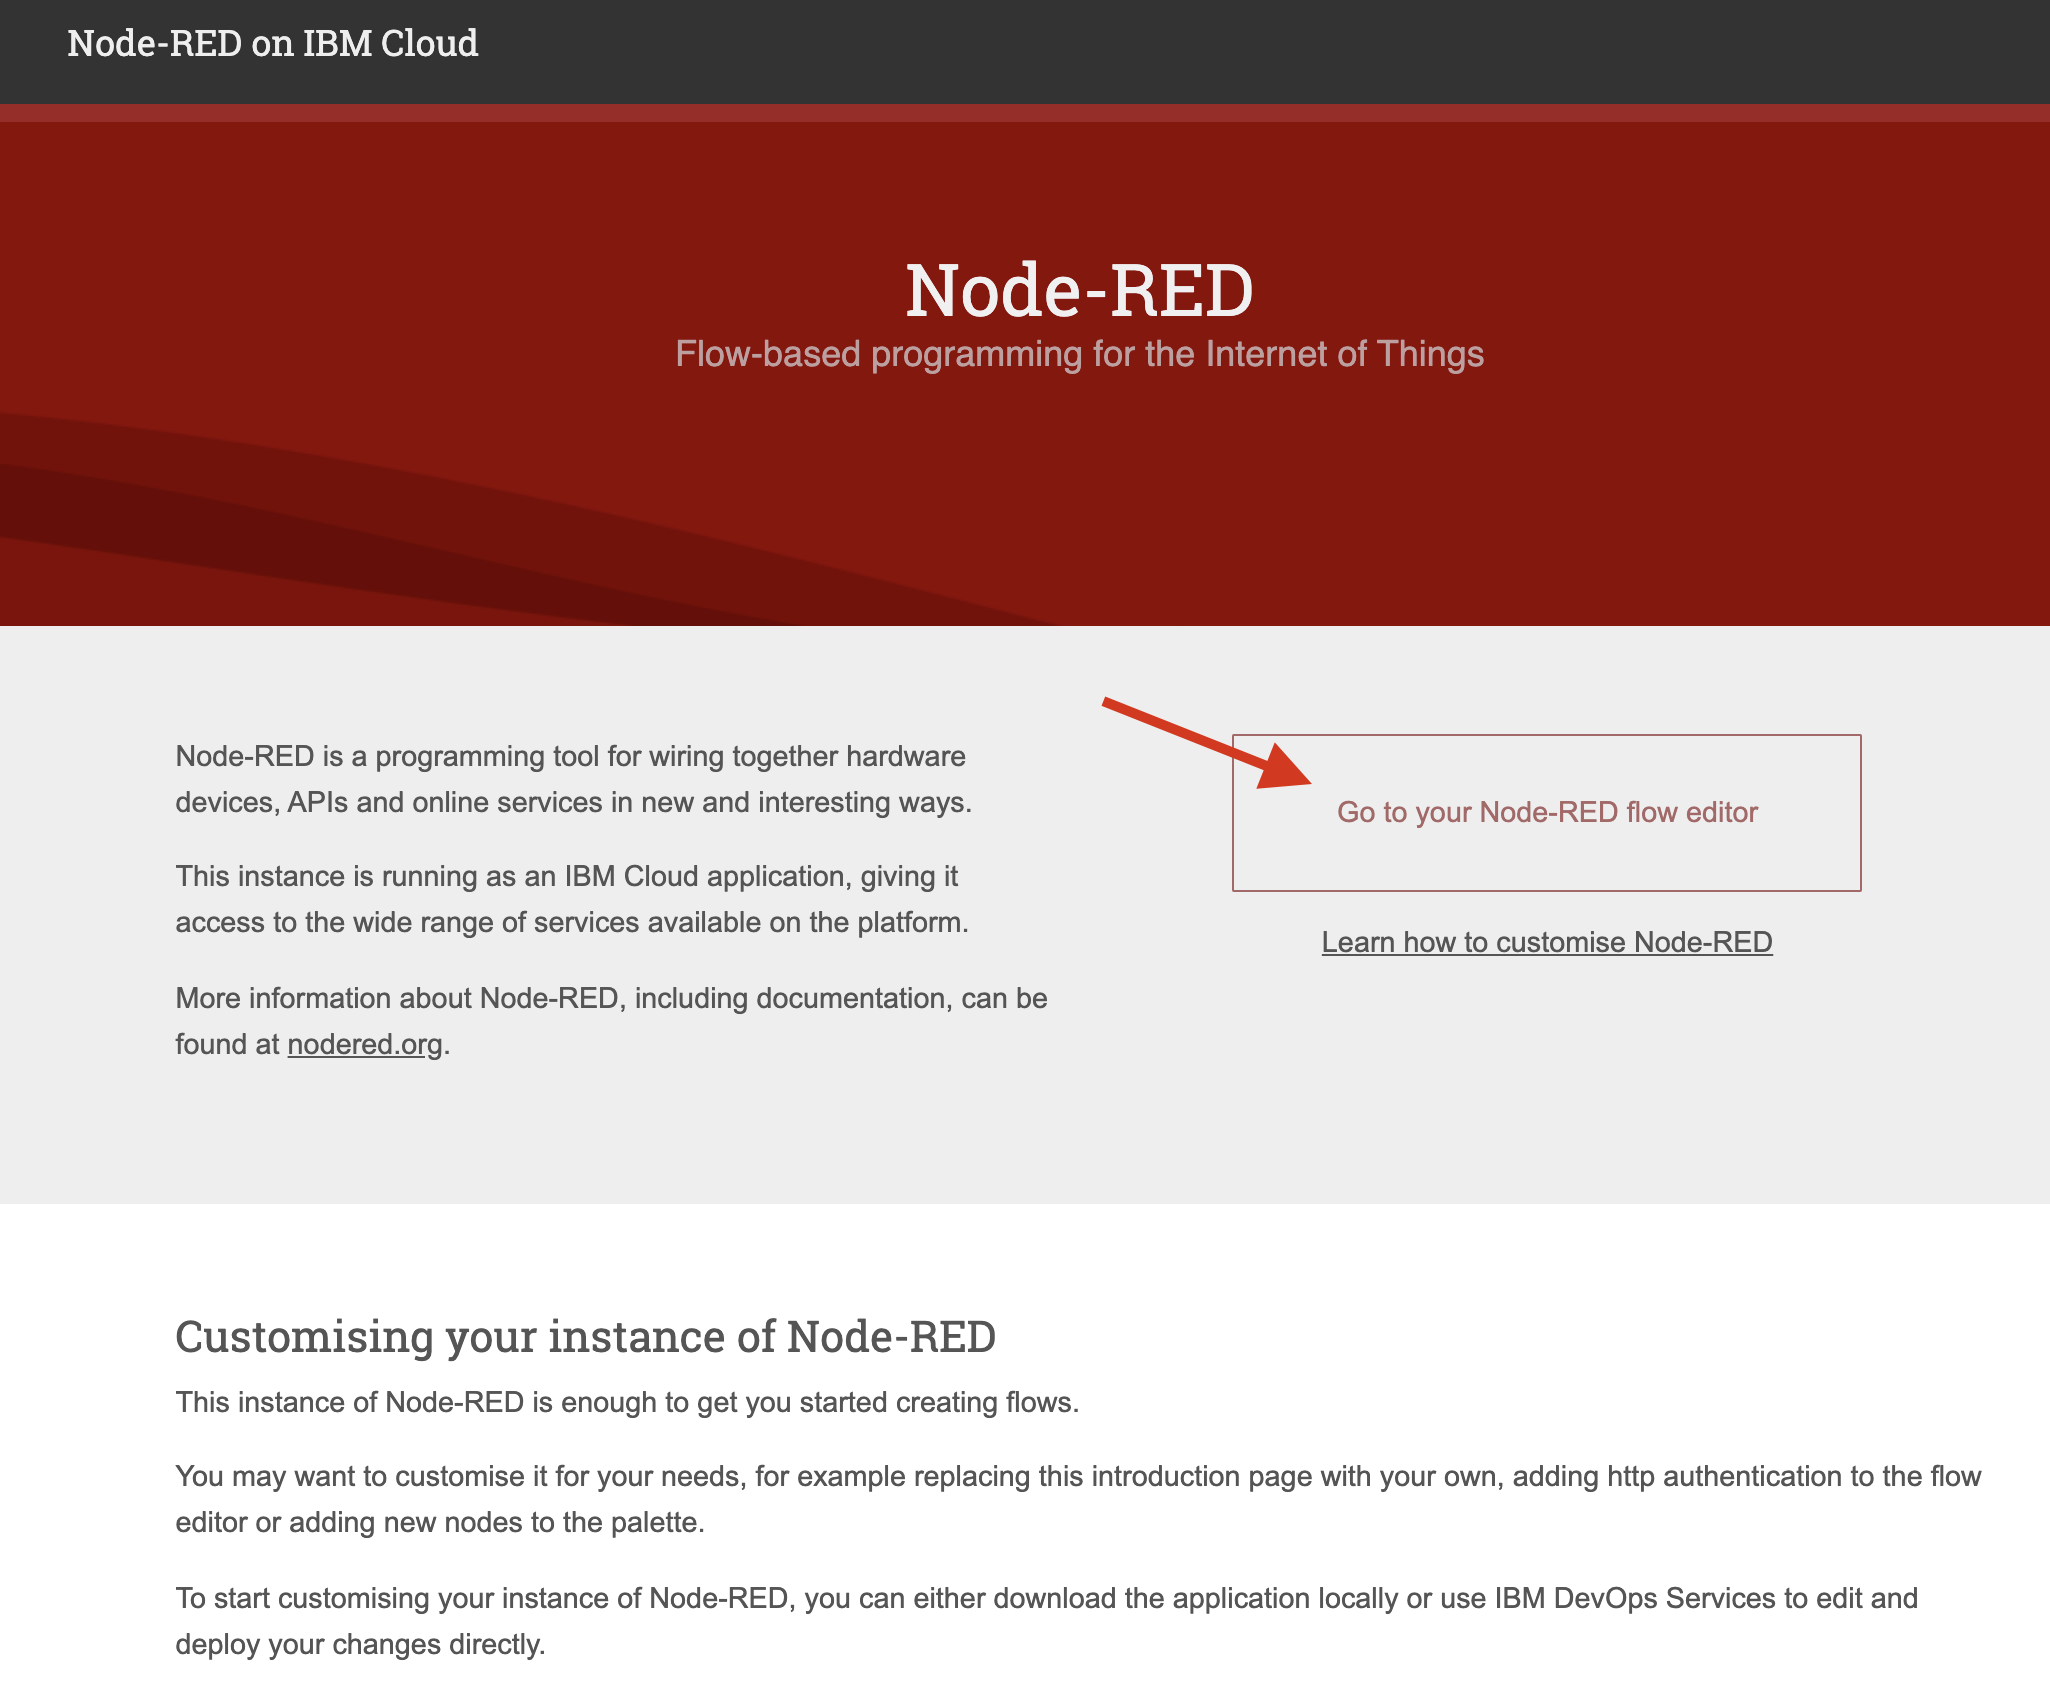 Node-RED on IBM Cloud
Node-RED
Flow-based programming for the Internet of Things
Node-RED is a programming tool for wiring together hardware
devices, APIs and online services in new and interesting ways.
This instance is running as an IBM Cloud application, giving it
access to the wide range of services available on the platform.
More information about Node-RED, including documentation, can be
found at nodered.org.
Go to your Node-RED flow editor
Learn how to customise Node-RED
Customising your instance of Node-RED
This instance of Node-RED is enough to get you started creating flows.
You may want to customise it for your needs, for example replacing this introduction page with your own, adding http authentication to the flow
editor or adding new nodes to the palette.
To start customising your instance of Node-RED, you can either download the application locally or use IBM DevOps Services to edit and
deploy your changes directly.